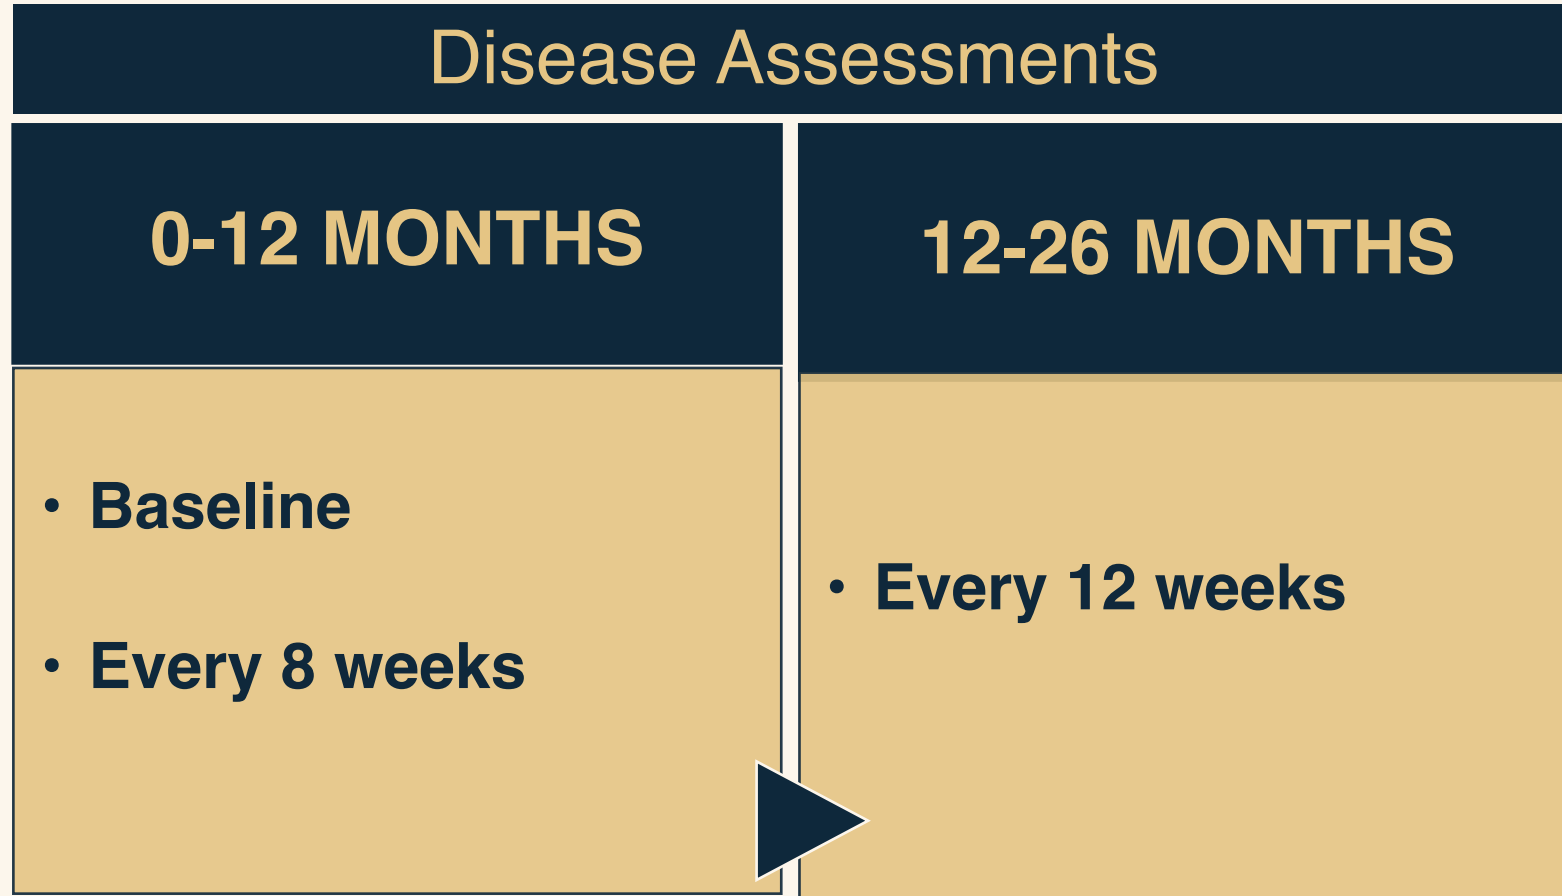 Disease Assessments
0-12 MONTHS
• Baseline
• Every 8 weeks
12-26 MONTHS
• Every 12 weeks